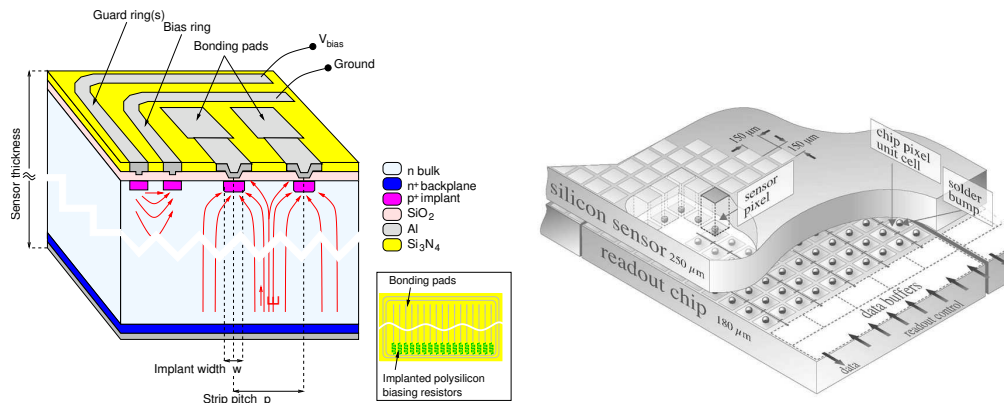 Guard ring(s)
Bias ring
Bonding pads
V_bias
Ground
Sensor thickness
n bulk
n+ backplane
p+ implant
SiO2
Al
Si3N4
E
Implant width w
Strip pitch p
Bonding pads
Implanted polysilicon
biasing resistors
150 μm
150 μm
chip pixel
unit cell
solder
bump
sensor
pixel
silicon sensor 250 μm
readout chip 180 μm
data buffers
readout control
data